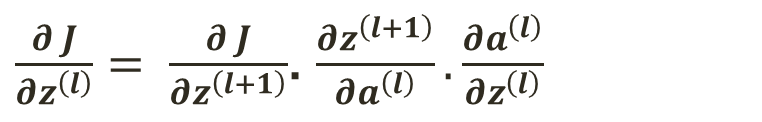 ∂J/∂z^(l) = ∂J/∂z^(l+1) . ∂z^(l+1)/∂a^(l) . ∂a^(l)/∂z^(l)